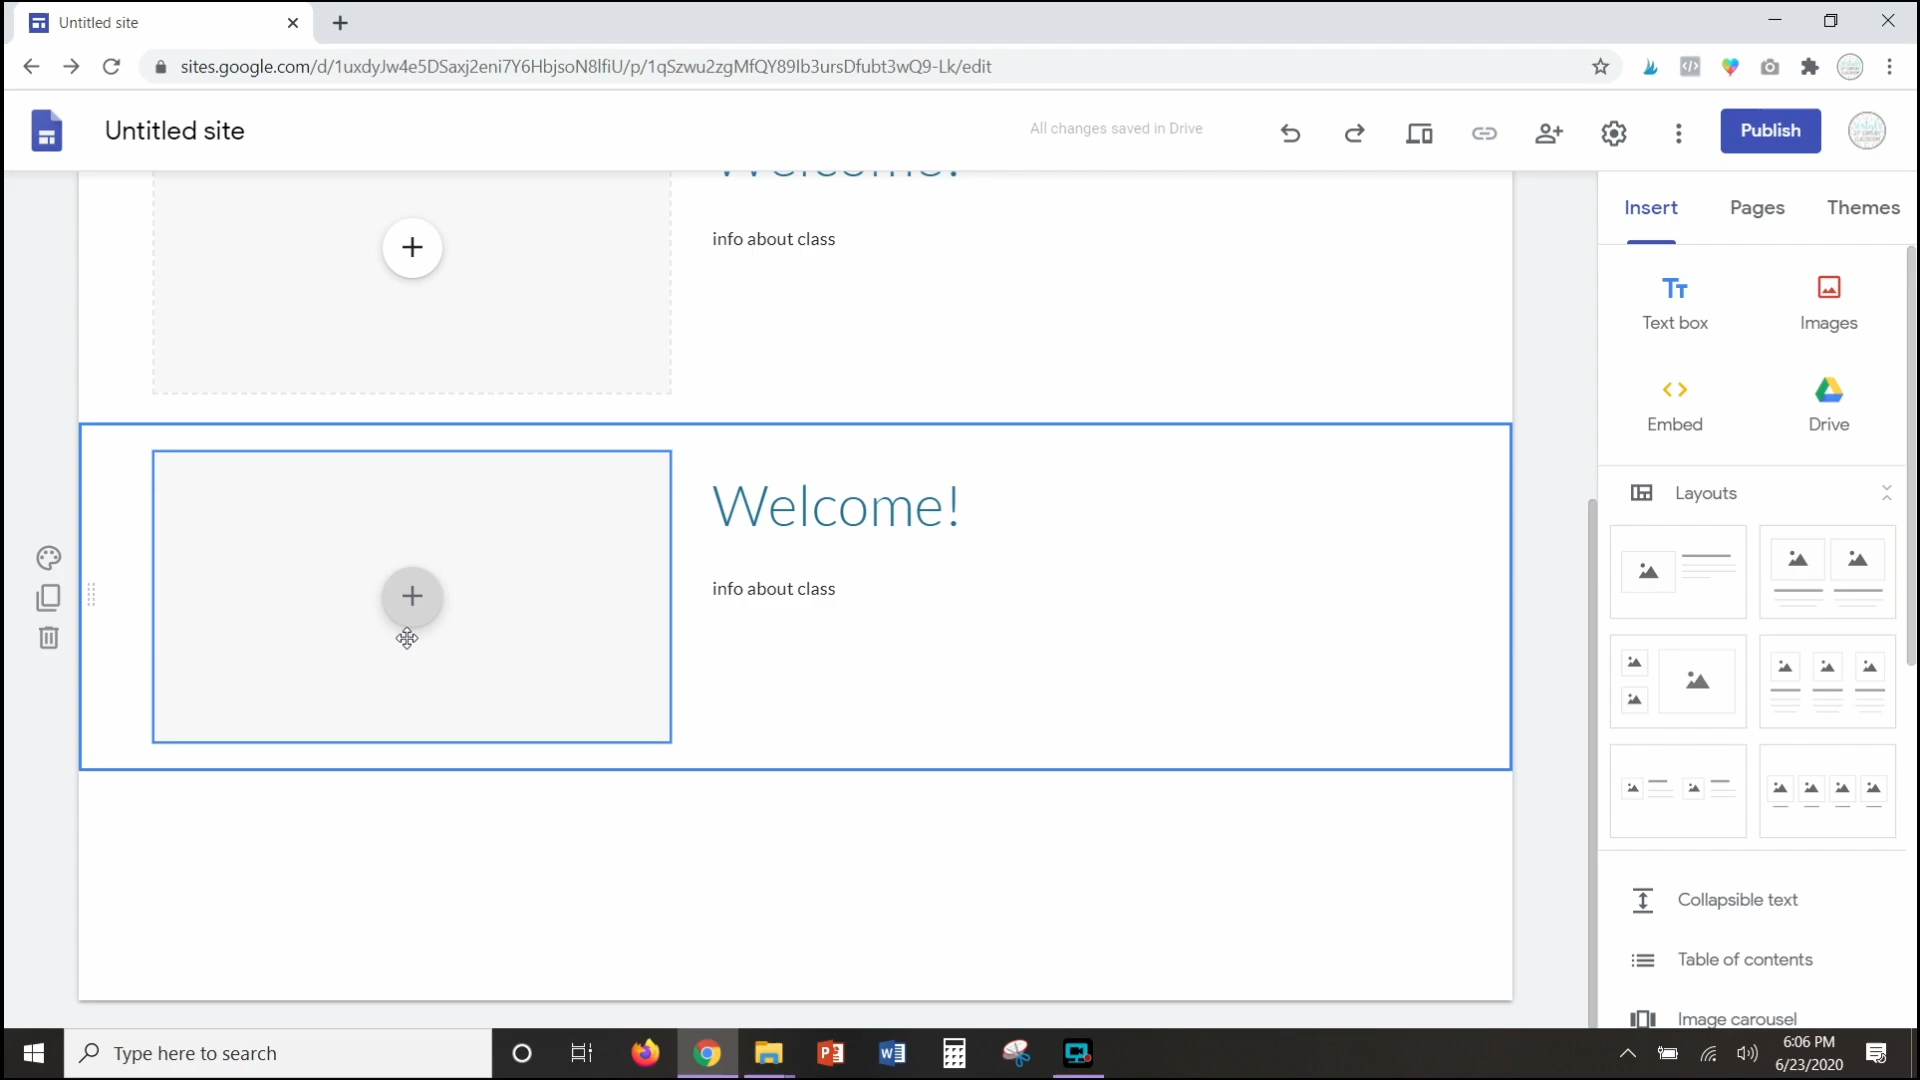 Untitled site
sites.google.com/d/1uxdyJw4e5DSaxj2eni7Y6HbjsoN8lfiU/p/1qSzwu2zgMfQY89Ib3ursDfubt3wQ9-Lk/edit
Untitled site
All changes saved in Drive
Publish
Welcome!
info about class
Insert
Pages
Themes
Text box
Images
Embed
Drive
Layouts
Welcome!
info about class
Collapsible text
Table of contents
Image carousel
Type here to search
6:06 PM
6/23/2020